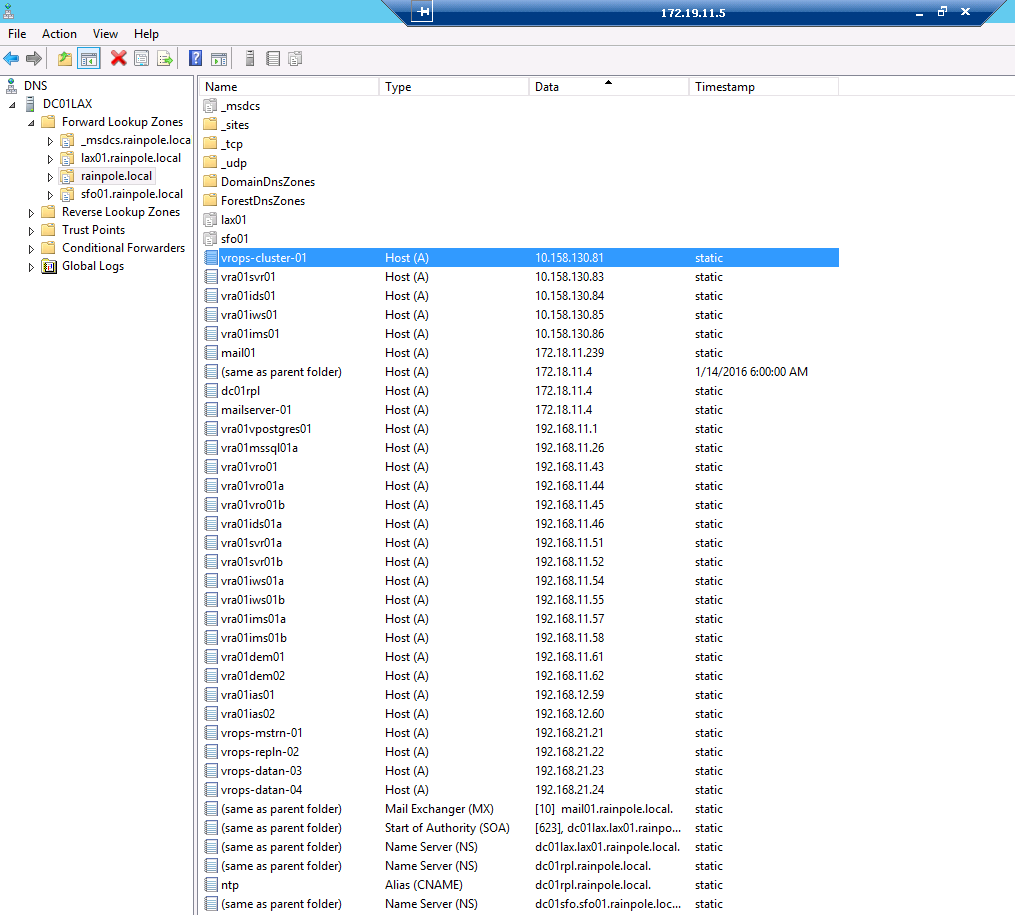 172.19.11.5
File Action View Help
DNS
DC01LAX
Forward Lookup Zones
_msdcs.rainpole.loca
lax01.rainpole.local
rainpole.local
sfo01.rainpole.local
Reverse Lookup Zones
Trust Points
Conditional Forwarders
Global Logs
Name Type Data Timestamp
_msdcs
_sites
_tcp
_udp
DomainDnsZones
ForestDnsZones
lax01
sfo01
vrops-cluster-01 Host (A) 10.158.130.81 static
vra01svr01 Host (A) 10.158.130.83 static
vra01ids01 Host (A) 10.158.130.84 static
vra01iws01 Host (A) 10.158.130.85 static
vra01ims01 Host (A) 10.158.130.86 static
mail01 Host (A) 172.18.11.239 static
(same as parent folder) Host (A) 172.18.11.4 1/14/2016 6:00:00 AM
dc01rpl Host (A) 172.18.11.4 static
mailserver-01 Host (A) 172.18.11.4 static
vra01vpostgres01 Host (A) 192.168.11.1 static
vra01mssql01a Host (A) 192.168.11.26 static
vra01vro01 Host (A) 192.168.11.43 static
vra01vro01a Host (A) 192.168.11.44 static
vra01vro01b Host (A) 192.168.11.45 static
vra01ids01a Host (A) 192.168.11.46 static
vra01svr01a Host (A) 192.168.11.51 static
vra01svr01b Host (A) 192.168.11.52 static
vra01iws01a Host (A) 192.168.11.54 static
vra01iws01b Host (A) 192.168.11.55 static
vra01ims01a Host (A) 192.168.11.57 static
vra01ims01b Host (A) 192.168.11.58 static
vra01dem01 Host (A) 192.168.11.61 static
vra01dem02 Host (A) 192.168.11.62 static
vra01ias01 Host (A) 192.168.12.59 static
vra01ias02 Host (A) 192.168.12.60 static
vrops-mstrn-01 Host (A) 192.168.21.21 static
vrops-repln-02 Host (A) 192.168.21.22 static
vrops-datan-03 Host (A) 192.168.21.23 static
vrops-datan-04 Host (A) 192.168.21.24 static
(same as parent folder) Mail Exchanger (MX) [10] mail01.rainpole.local. static
(same as parent folder) Start of Authority (SOA) [623], dc01lax.lax01.rainpo... static
(same as parent folder) Name Server (NS) dc01lax.lax01.rainpole.local. static
(same as parent folder) Name Server (NS) dc01rpl.rainpole.local. static
ntp Alias (CNAME) dc01rpl.rainpole.local. static
(same as parent folder) Name Server (NS) dc01sfo.sfo01.rainpole.loc... static